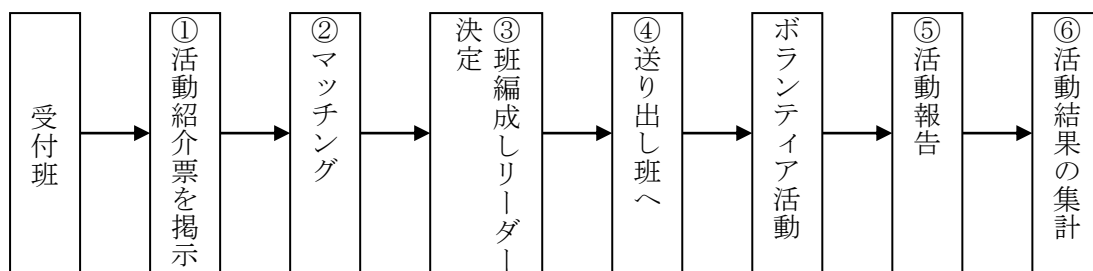 受付班
①活動紹介票を掲示
②マッチング
③班編成しリーダー
決定
④送り出し班へ
ボランティア活動
⑤活動報告
⑥活動結果の集計